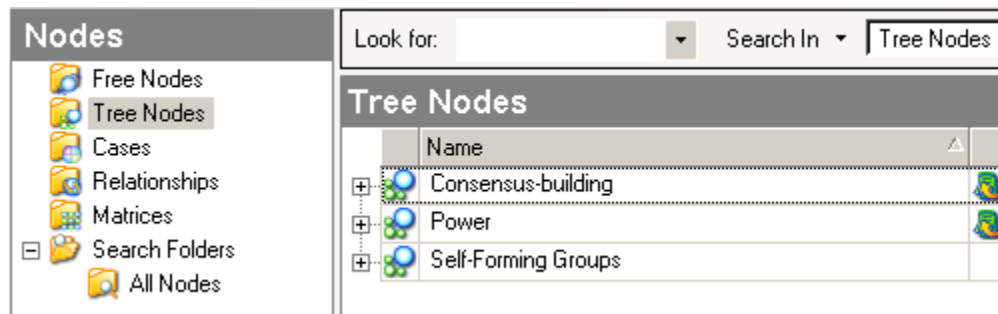 Nodes
Free Nodes
Tree Nodes
Cases
Relationships
Matrices
Search Folders
All Nodes
Look for: Search In Tree Nodes
Tree Nodes
Name
Consensus-building
Power
Self-Forming Groups